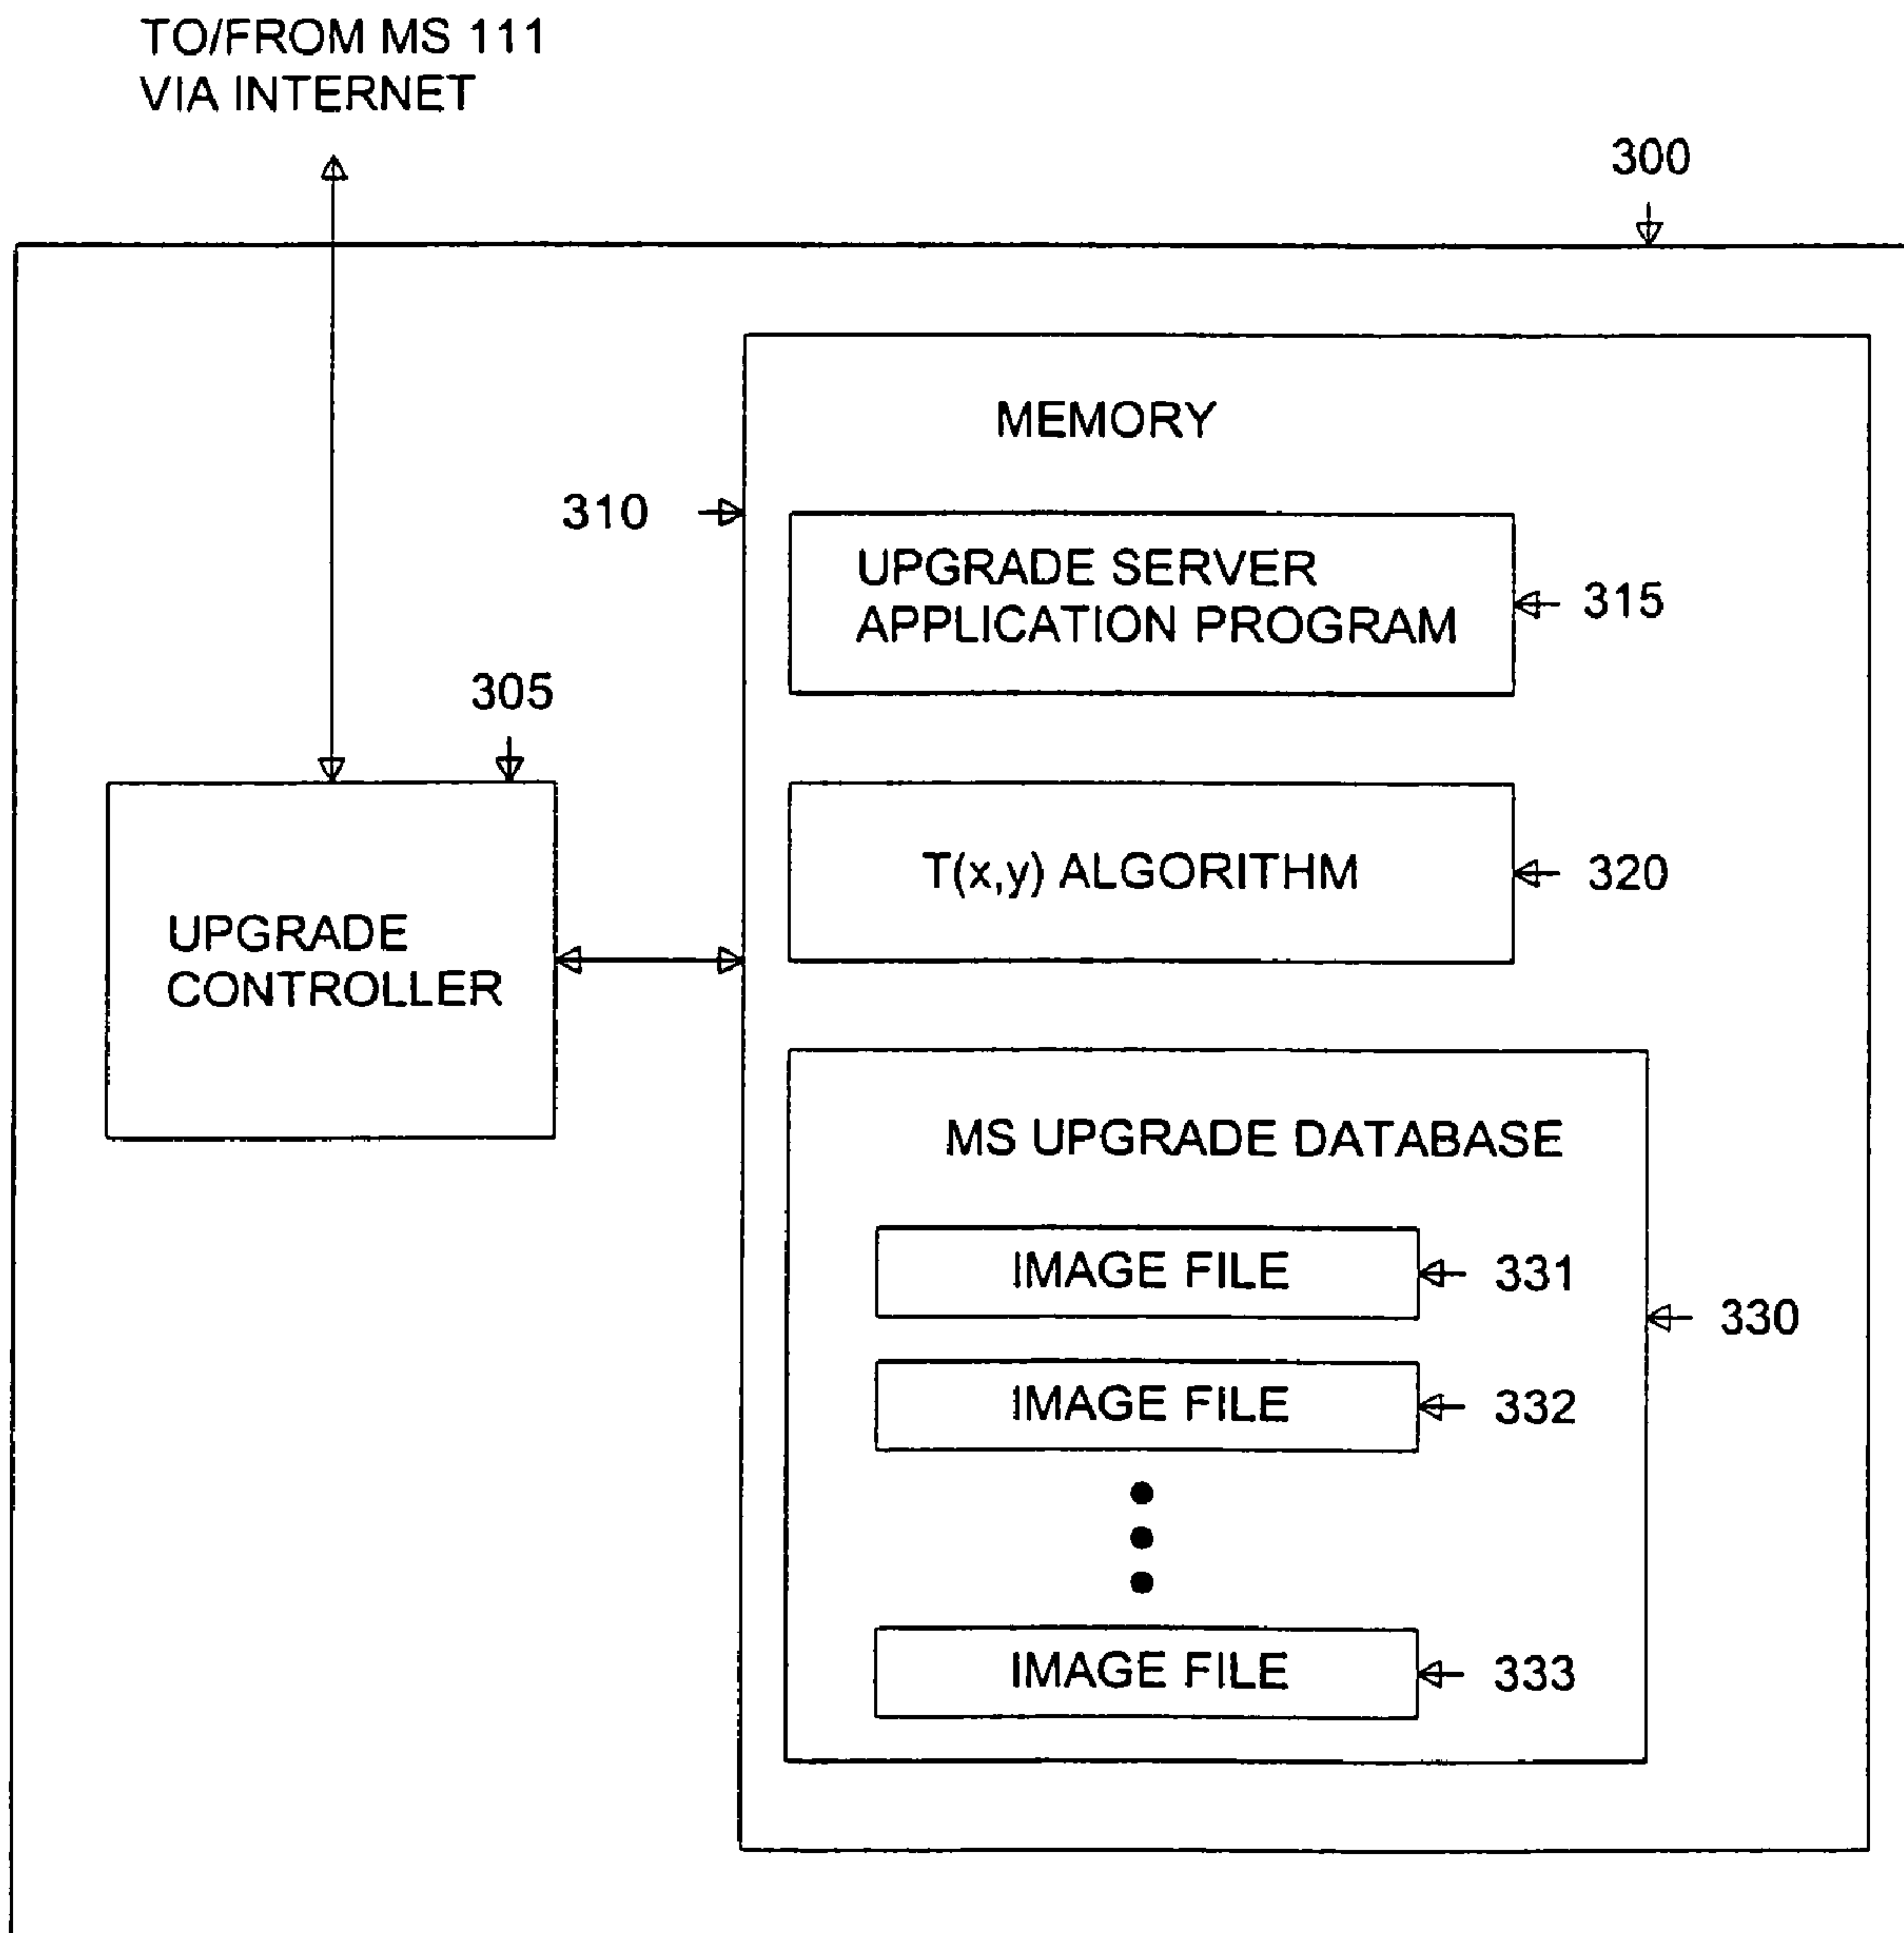 TO/FROM MS 111
VIA INTERNET
300
MEMORY
310
UPGRADE SERVER
APPLICATION PROGRAM
315
305
T(x,y) ALGORITHM
320
UPGRADE
CONTROLLER
MS UPGRADE DATABASE
IMAGE FILE
331
330
IMAGE FILE
332
IMAGE FILE
333